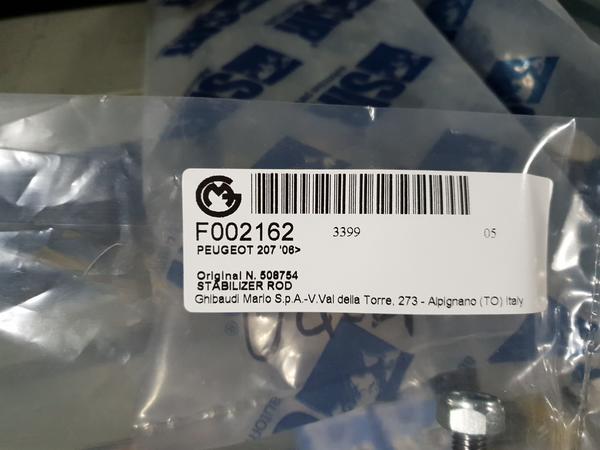 GMA
F002162 3399 05
PEUGEOT 207 '06>
Original N. 508754
STABILIZER ROD
Ghibaudi Mario S.p.A.-V.Val della Torre, 273 - Alpignano (TO) Italy